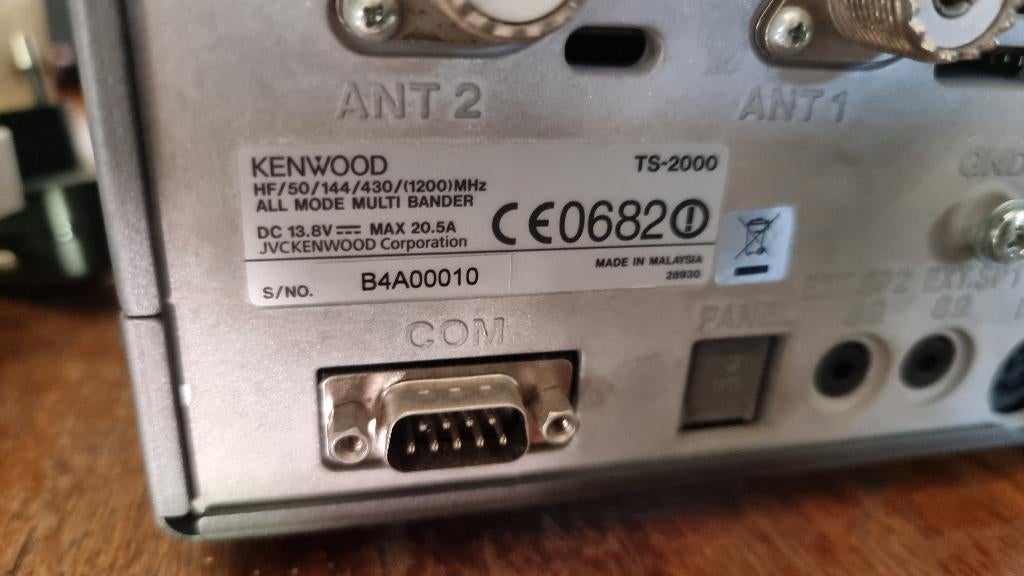 ANT 2
ANT 1
GND
KENWOOD
TS-2000
HF/50/144/430/(1200)MHz
ALL MODE MULTI BANDER
DC 13.8V⎓ MAX 20.5A
JVCKENWOOD Corporation
CE0682
S/NO. B4A00010
MADE IN MALAYSIA
28930
EXT.SP2
8Ω
EXT.SP1
8Ω
PANEL
COM